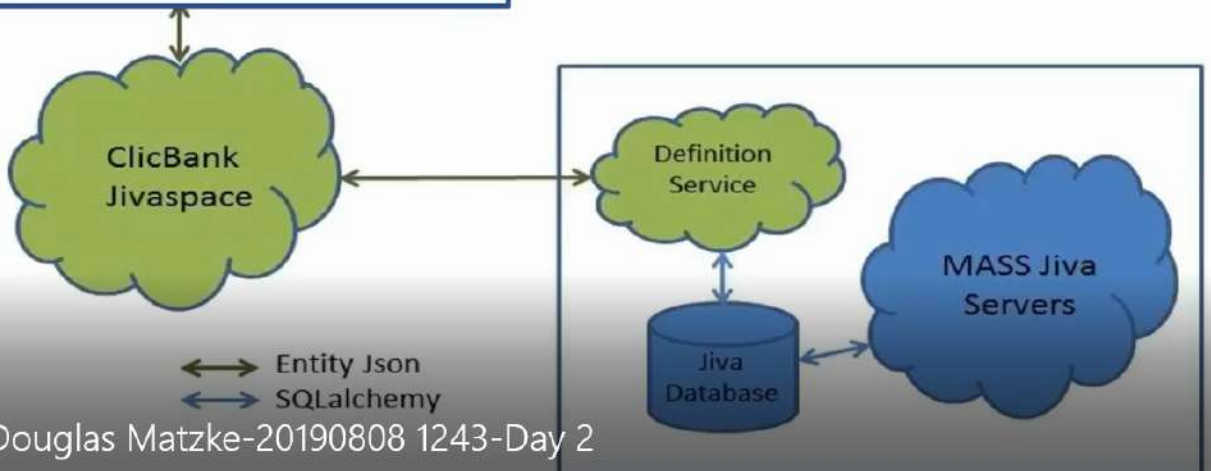 ClicBank
Jivaspace
Definition
Service
MASS Jiva
Servers
Jiva
Database
Entity Json
SQLalchemy
Douglas Matzke-20190808 1243-Day 2